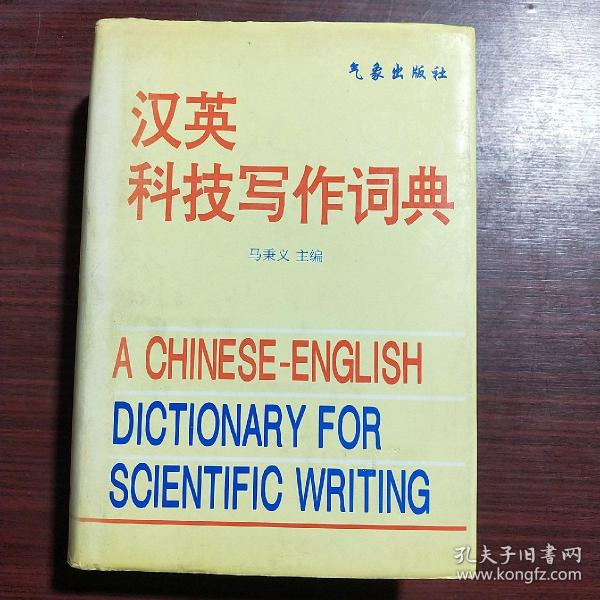 气象出版社
汉英
科技写作词典
马秉义 主编
A CHINESE-ENGLISH
DICTIONARY FOR
SCIENTIFIC WRITING
孔夫子旧书网
www.kongfz.com